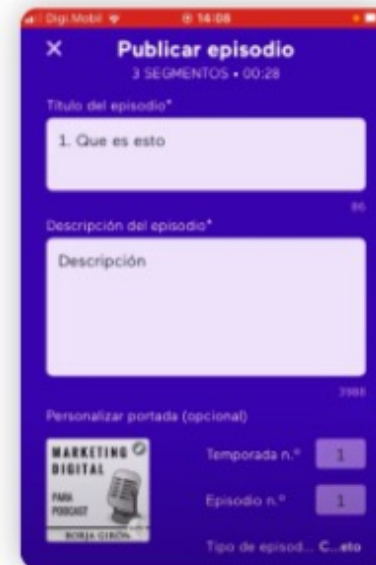 Digi.Mobil 14:08
Publicar episodio
3 SEGMENTOS • 00:28
Título del episodio*
1. Que es esto
86
Descripción del episodio*
Descripción
3988
Personalizar portada (opcional)
MARKETING
DIGITAL
PARA
PODCAST
BORJA GIRÓN
Temporada n.º 1
Episodio n.º 1
Tipo de episod... C...eto